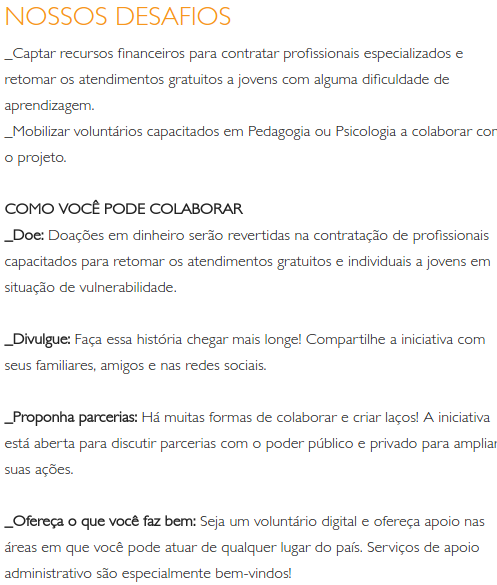 NOSSOS DESAFIOS
_Captar recursos financeiros para contratar profissionais especializados e
retomar os atendimentos gratuitos a jovens com alguma dificuldade de
aprendizagem.
_Mobilizar voluntários capacitados em Pedagogia ou Psicologia a colaborar com
o projeto.
COMO VOCÊ PODE COLABORAR
_Doe: Doações em dinheiro serão revertidas na contratação de profissionais
capacitados para retomar os atendimentos gratuitos e individuais a jovens em
situação de vulnerabilidade.
_Divulgue: Faça essa história chegar mais longe! Compartilhe a iniciativa com
seus familiares, amigos e nas redes sociais.
_Proponha parcerias: Há muitas formas de colaborar e criar laços! A iniciativa
está aberta para discutir parcerias com o poder público e privado para ampliar
suas ações.
_Ofereça o que você faz bem: Seja um voluntário digital e ofereça apoio nas
áreas em que você pode atuar de qualquer lugar do país. Serviços de apoio
administrativo são especialmente bem-vindos!